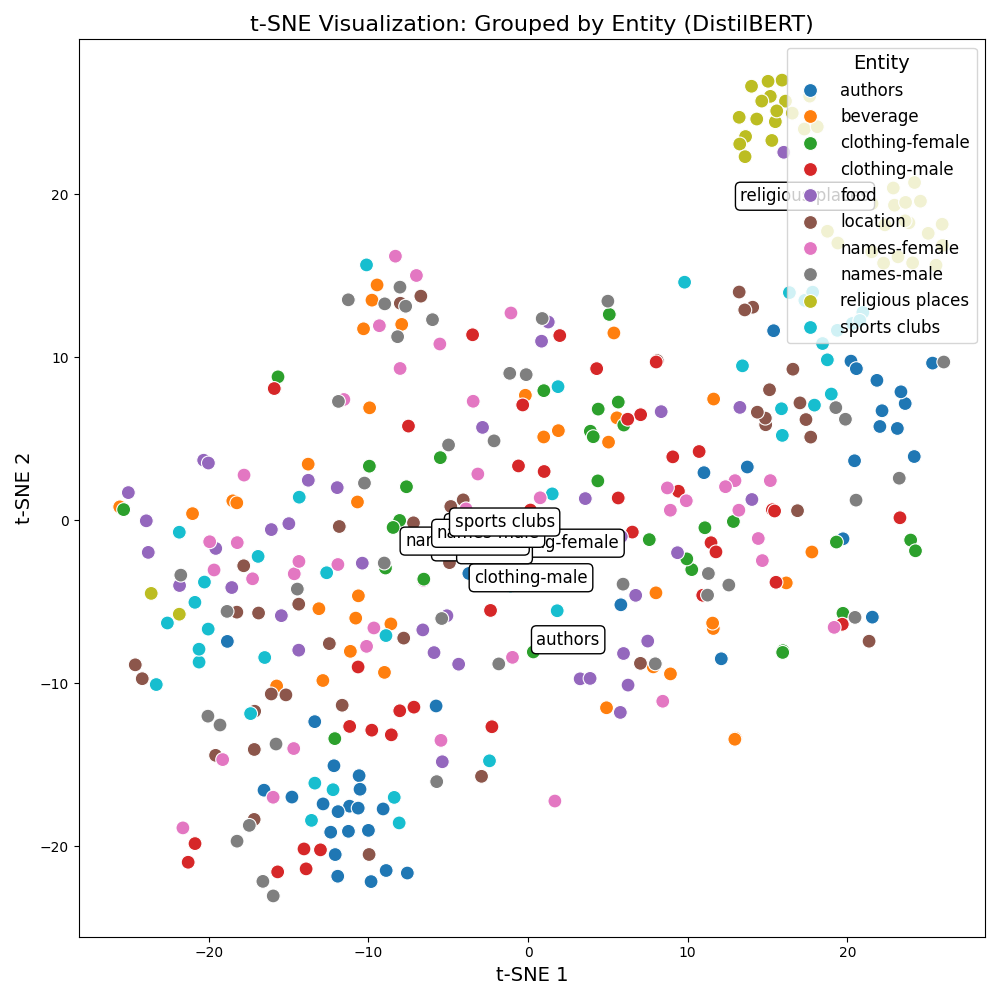 t-SNE Visualization: Grouped by Entity (DistilBERT)
Entity
authors
beverage
clothing-female
clothing-male
food
location
names-female
names-male
religious places
sports clubs
religious places
sports clubs
clothing-male
authors
20
10
0
−10
−20
−20
−10
0
10
20
t-SNE 2
t-SNE 1